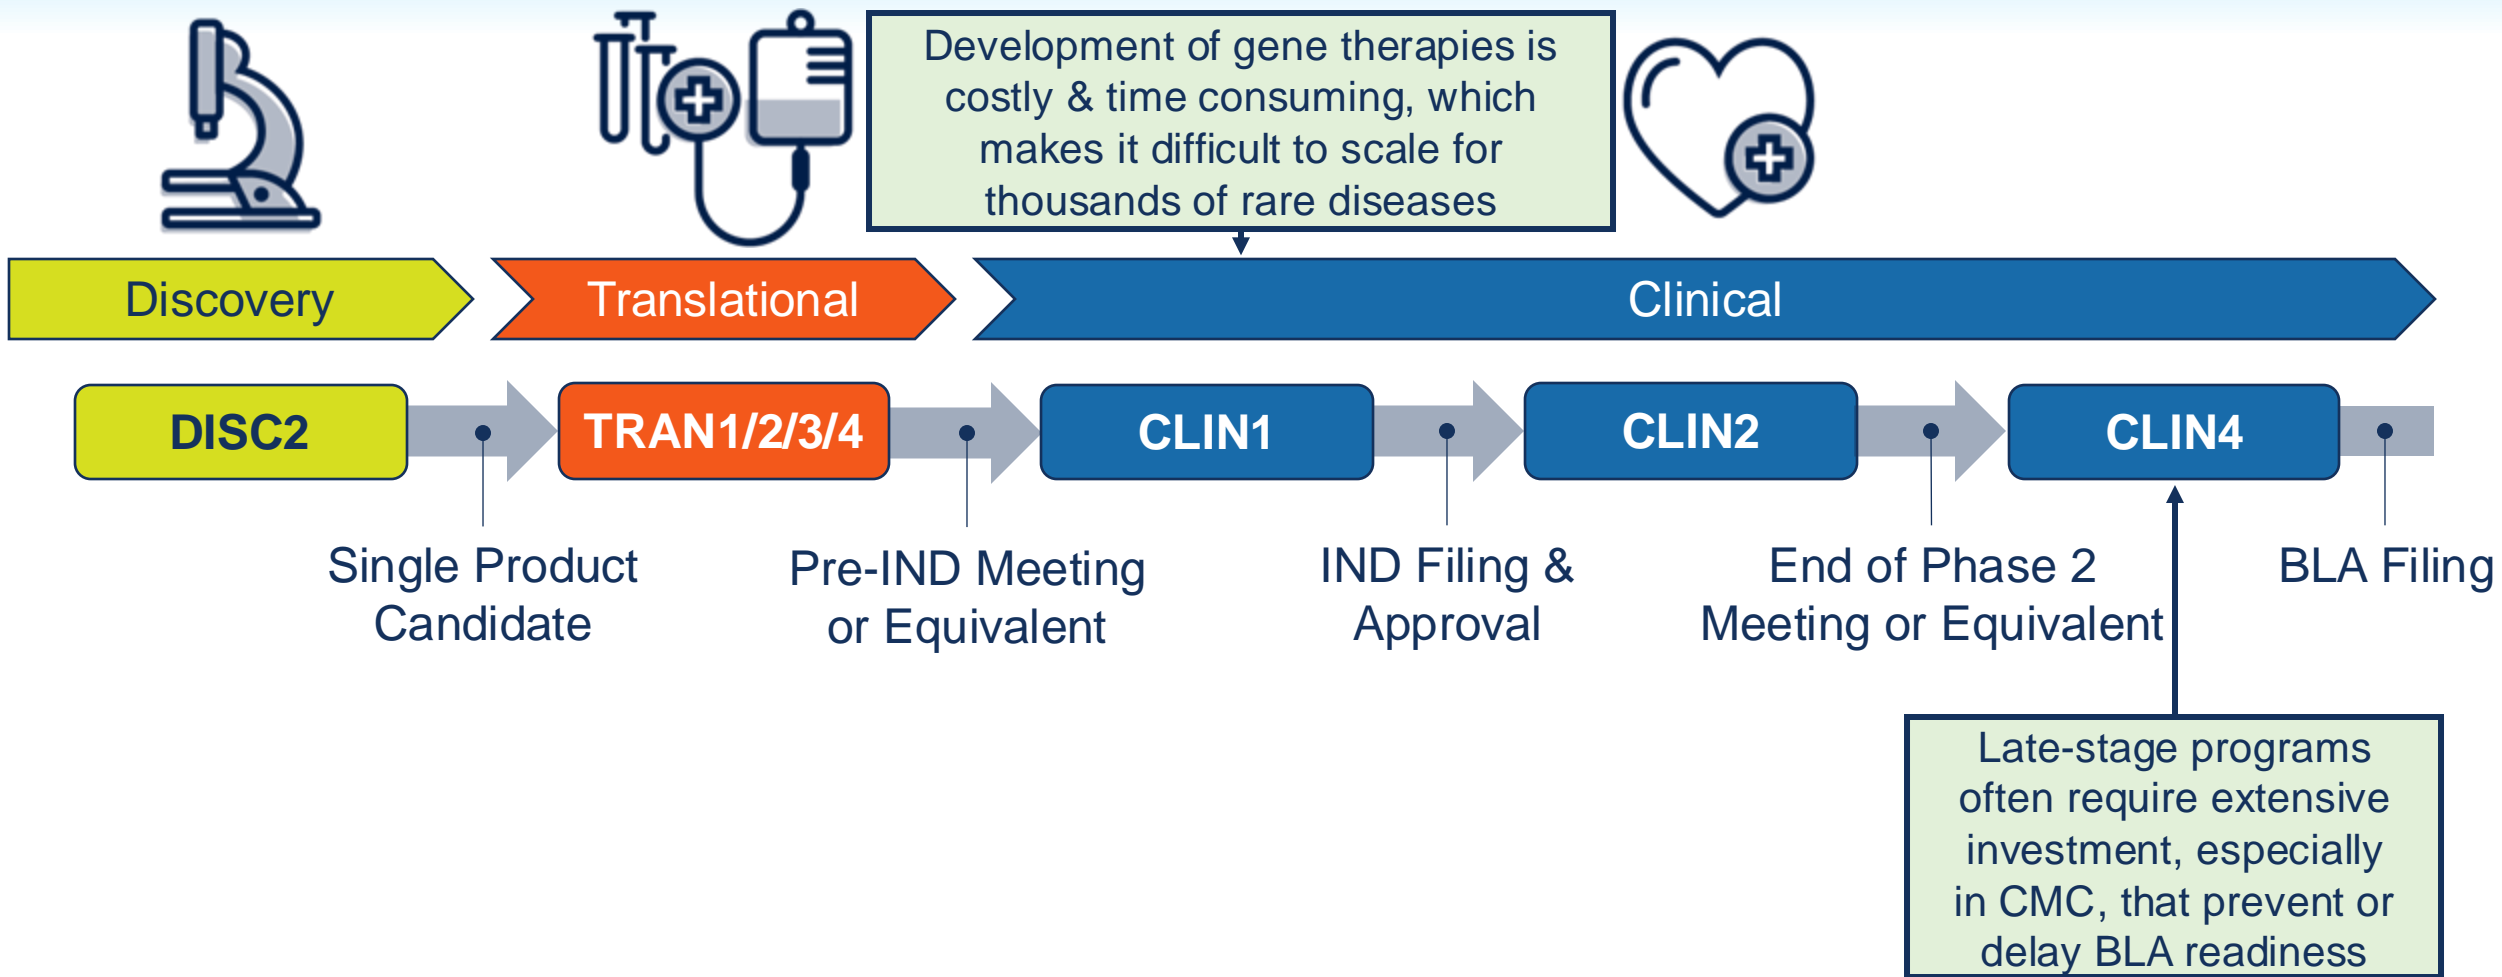 Development of gene therapies is
costly & time consuming, which
makes it difficult to scale for
thousands of rare diseases
Discovery
Translational
Clinical
DISC2
TRAN1/2/3/4
CLIN1
CLIN2
CLIN4
Single Product
Candidate
Pre-IND Meeting
or Equivalent
IND Filing &
Approval
End of Phase 2
Meeting or Equivalent
BLA Filing
Late-stage programs
often require extensive
investment, especially
in CMC, that prevent or
delay BLA readiness